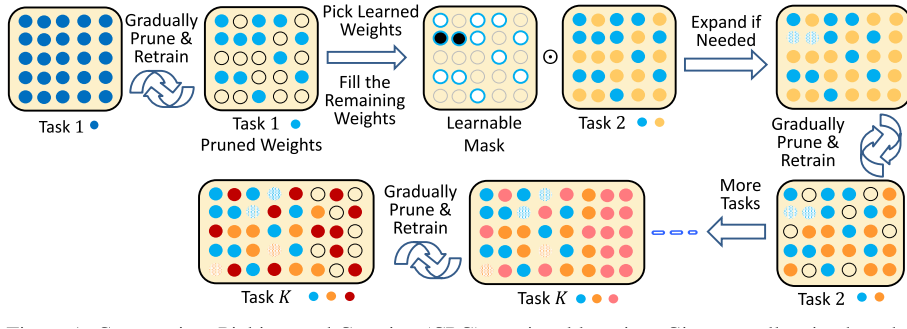 Gradually
Prune &
Retrain
Task 1
Task 1
Pruned Weights
Pick Learned
Weights
Fill the
Remaining
Weights
Learnable
Mask
Task 2
Expand if
Needed
Gradually
Prune &
Retrain
Task 2
More
Tasks
Task K
Gradually
Prune &
Retrain
Task K